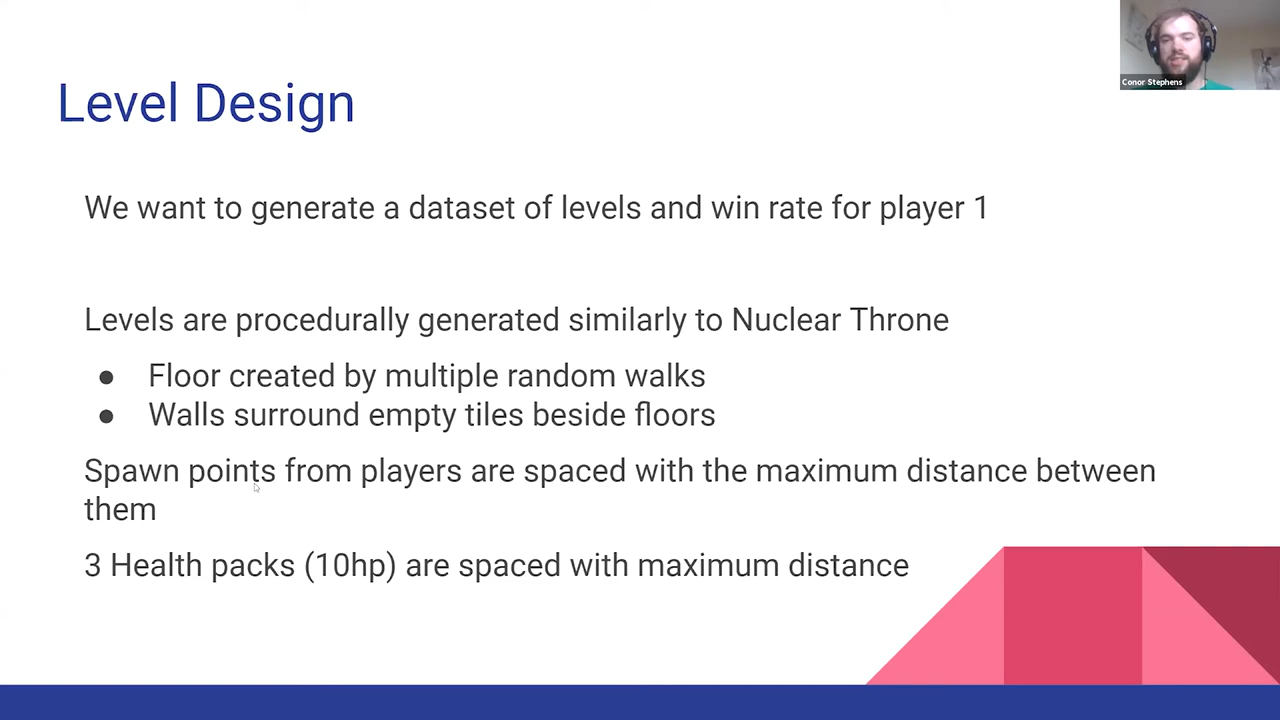 Conor Stephens
Level Design
We want to generate a dataset of levels and win rate for player 1
Levels are procedurally generated similarly to Nuclear Throne
● Floor created by multiple random walks
● Walls surround empty tiles beside floors
Spawn points from players are spaced with the maximum distance between
them
3 Health packs (10hp) are spaced with maximum distance